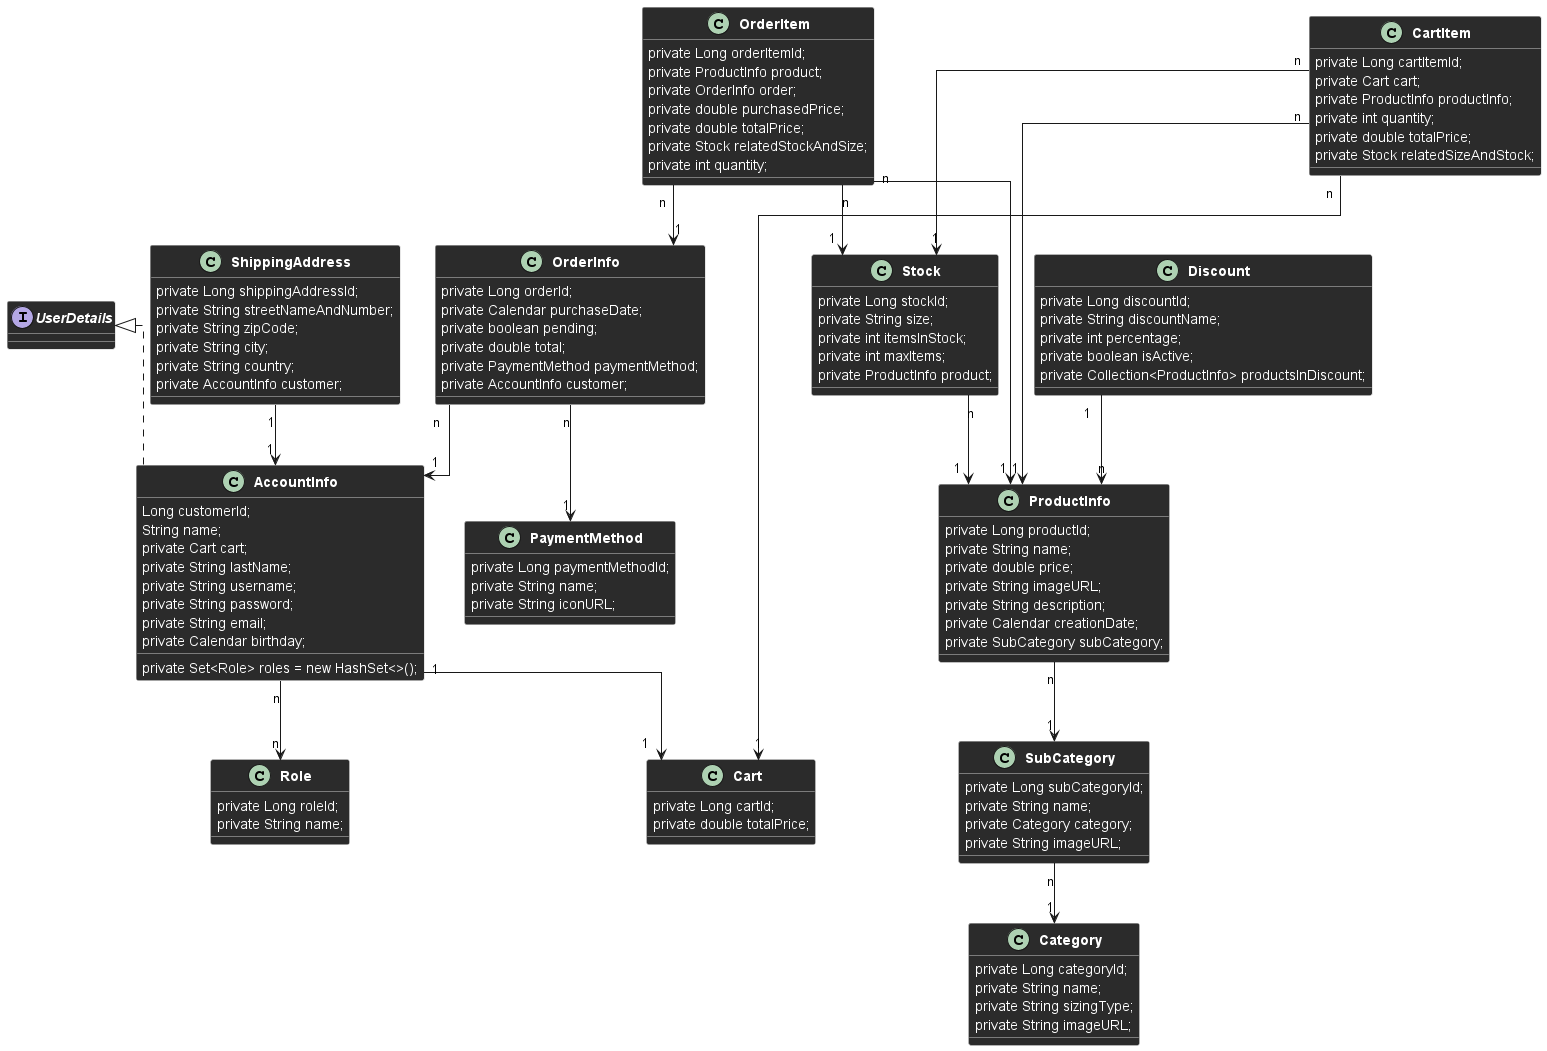 C OrderItem
private Long orderItemId;
private ProductInfo product;
private OrderInfo order;
private double purchasedPrice;
private double totalPrice;
private Stock relatedStockAndSize;
private int quantity;
C CartItem
private Long cartItemId;
private Cart cart;
private ProductInfo productInfo;
private int quantity;
private double totalPrice;
private Stock relatedSizeAndStock;
n
n
n
n
n
n
1
1
1
I UserDetails
C ShippingAddress
private Long shippingAddressId;
private String streetNameAndNumber;
private String zipCode;
private String city;
private String country;
private AccountInfo customer;
C OrderInfo
private Long orderId;
private Calendar purchaseDate;
private boolean pending;
private double total;
private PaymentMethod paymentMethod;
private AccountInfo customer;
C Stock
private Long stockId;
private String size;
private int itemsInStock;
private int maxItems;
private ProductInfo product;
C Discount
private Long discountId;
private String discountName;
private int percentage;
private boolean isActive;
private Collection<ProductInfo> productsInDiscount;
1
n
n
n
1
1
1
1
1
1
n
1
C AccountInfo
Long customerId;
String name;
private Cart cart;
private String lastName;
private String username;
private String password;
private String email;
private Calendar birthday;
private Set<Role> roles = new HashSet<>();
C PaymentMethod
private Long paymentMethodId;
private String name;
private String iconURL;
C ProductInfo
private Long productId;
private String name;
private double price;
private String imageURL;
private String description;
private Calendar creationDate;
private SubCategory subCategory;
1
n
n
n
1
1
1
C Role
private Long roleId;
private String name;
C Cart
private Long cartId;
private double totalPrice;
C SubCategory
private Long subCategoryId;
private String name;
private Category category;
private String imageURL;
n
1
C Category
private Long categoryId;
private String name;
private String sizingType;
private String imageURL;